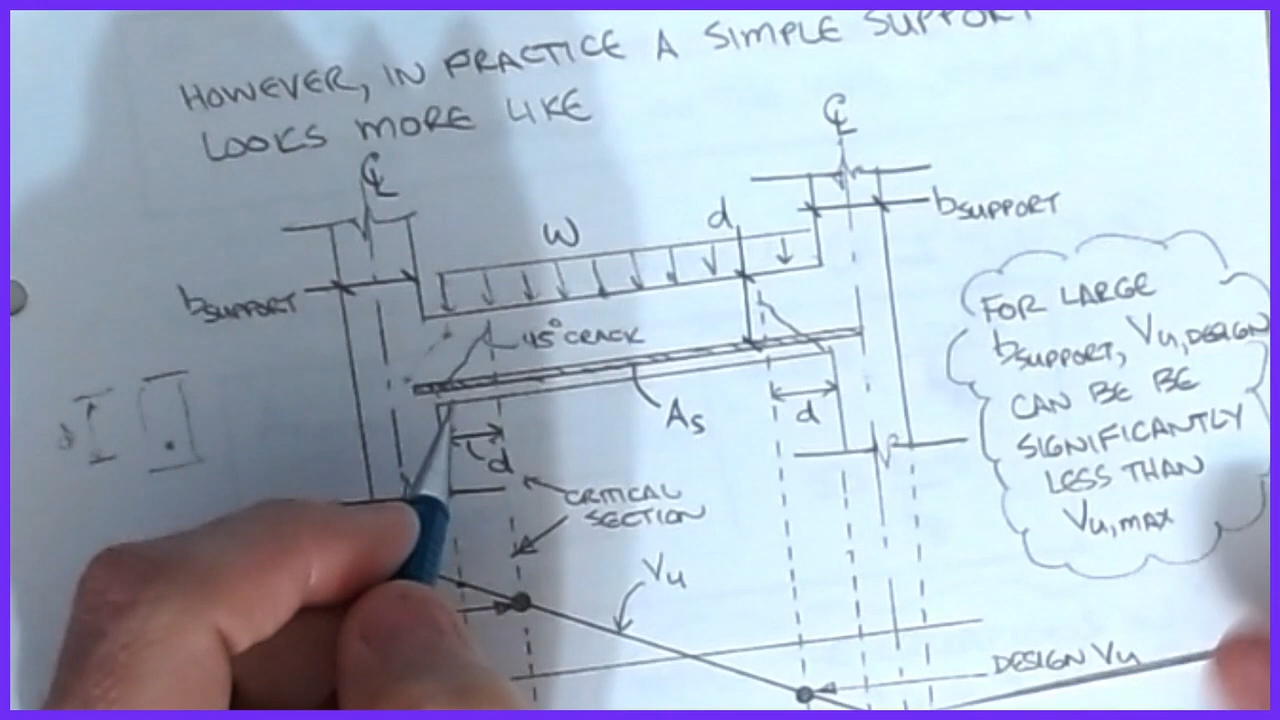 HOWEVER, IN PRACTICE A SIMPLE SUPPORT
LOOKS MORE LIKE
℄
℄
bSUPPORT
d
W
bSUPPORT
45° CRACK
As
d
d
d
CRITICAL
SECTION
Vu
DESIGN Vu
FOR LARGE
bSUPPORT, Vu,DESIGN
CAN BE BE
SIGNIFICANTLY
LESS THAN
Vu,MAX